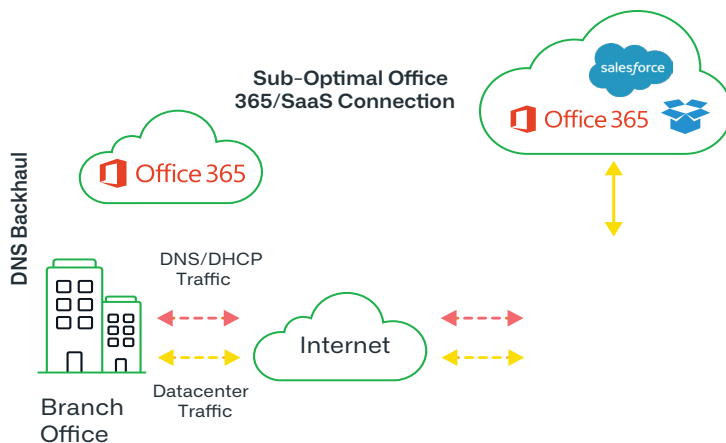 Sub-Optimal Office
365/SaaS Connection
salesforce
Office 365
Office 365
DNS Backhaul
DNS/DHCP
Traffic
Internet
Datacenter
Traffic
Branch
Office